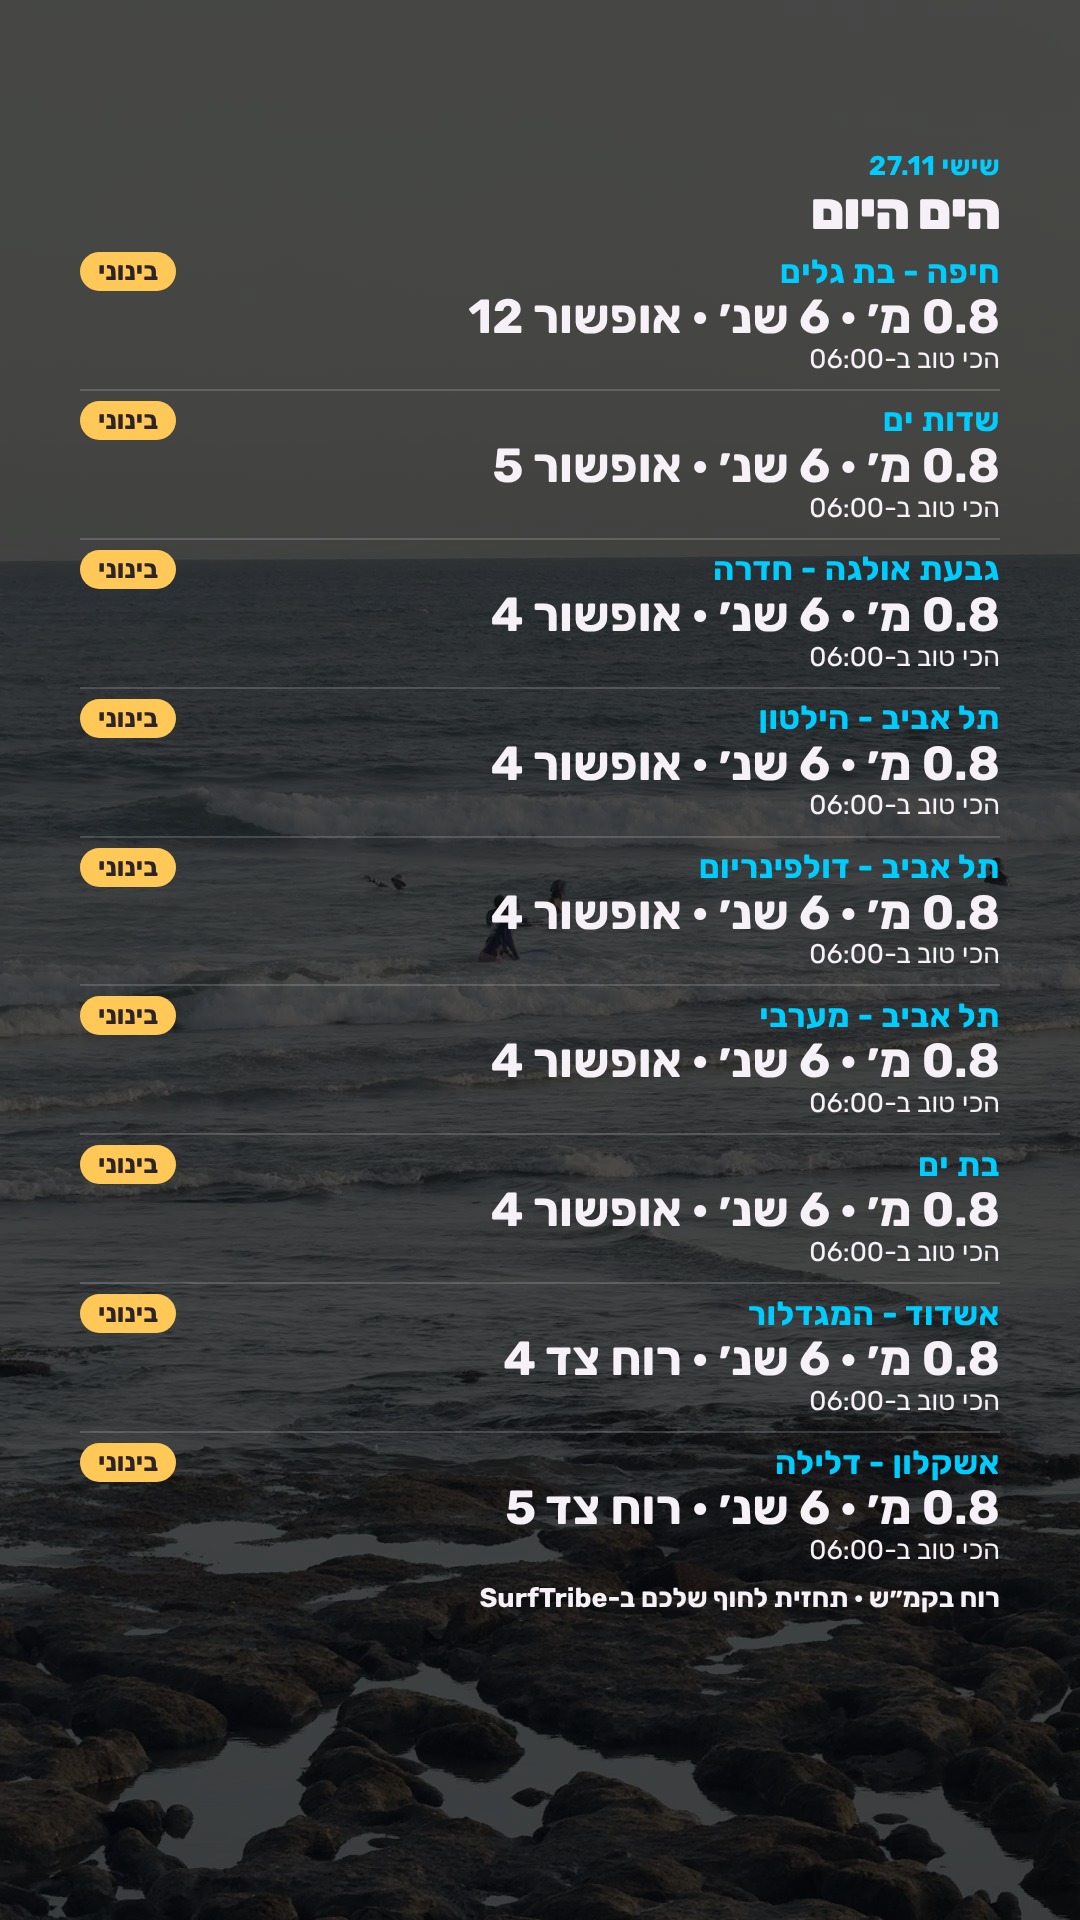 שישי 27.11
הים היום
חיפה - בת גלים
בינוני
0.8 מ׳ • 6 שנ׳ • אופשור 12
הכי טוב ב-06:00
שדות ים
בינוני
0.8 מ׳ • 6 שנ׳ • אופשור 5
הכי טוב ב-06:00
גבעת אולגה - חדרה
בינוני
0.8 מ׳ • 6 שנ׳ • אופשור 4
הכי טוב ב-06:00
תל אביב - הילטון
בינוני
0.8 מ׳ • 6 שנ׳ • אופשור 4
הכי טוב ב-06:00
תל אביב - דולפינריום
בינוני
0.8 מ׳ • 6 שנ׳ • אופשור 4
הכי טוב ב-06:00
תל אביב - מערבי
בינוני
0.8 מ׳ • 6 שנ׳ • אופשור 4
הכי טוב ב-06:00
בת ים
בינוני
0.8 מ׳ • 6 שנ׳ • אופשור 4
הכי טוב ב-06:00
אשדוד - המגדלור
בינוני
0.8 מ׳ • 6 שנ׳ • רוח צד 4
הכי טוב ב-06:00
אשקלון - דלילה
בינוני
0.8 מ׳ • 6 שנ׳ • רוח צד 5
הכי טוב ב-06:00
רוח בקמ״ש • תחזית לחוף שלכם ב-SurfTribe